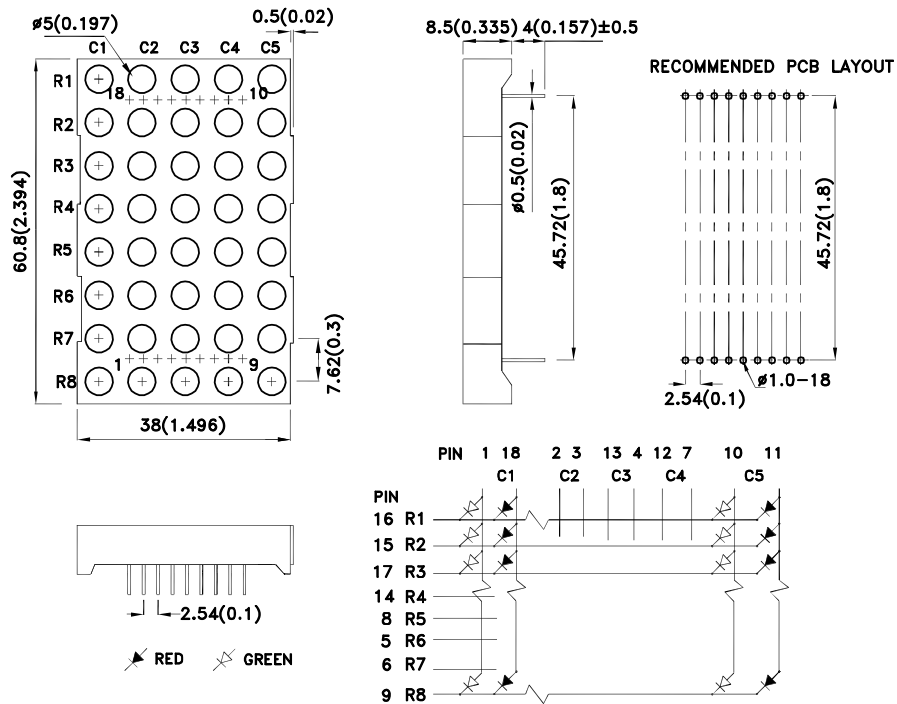 ø5(0.197)
0.5(0.02)
C1 C2 C3 C4 C5
R1
18 10
R2
R3
R4
R5
R6
R7
1 9
R8
60.8(2.394)
7.62(0.3)
38(1.496)
8.5(0.335) 4(0.157)±0.5
ø0.5(0.02)
45.72(1.8)
RECOMMENDED PCB LAYOUT
45.72(1.8)
ø1.0-18
2.54(0.1)
2.54(0.1)
RED GREEN
PIN 1 18 2 3 13 4 12 7 10 11
C1 C2 C3 C4 C5
PIN
16 R1
15 R2
17 R3
14 R4
8 R5
5 R6
6 R7
9 R8